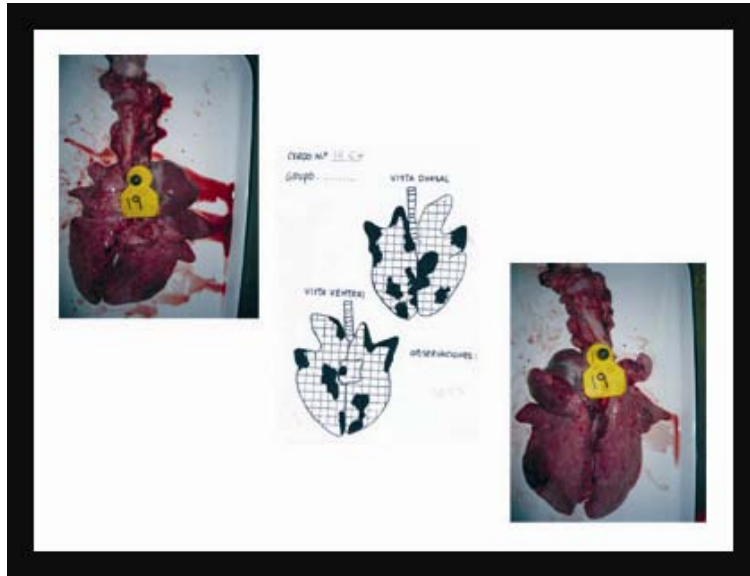 19
CERDO Nº
GRUPO.........
VISTA DORSAL
VISTA VENTRAL
OBSERVACIONES:
19